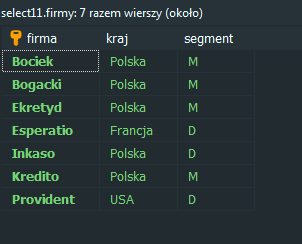 select11.firmy: 7 razem wierszy (około)
firma kraj segment
Bociek Polska M
Bogacki Polska M
Ekretyd Polska M
Esperatio Francja D
Inkaso Polska D
Kredito Polska M
Provident USA D